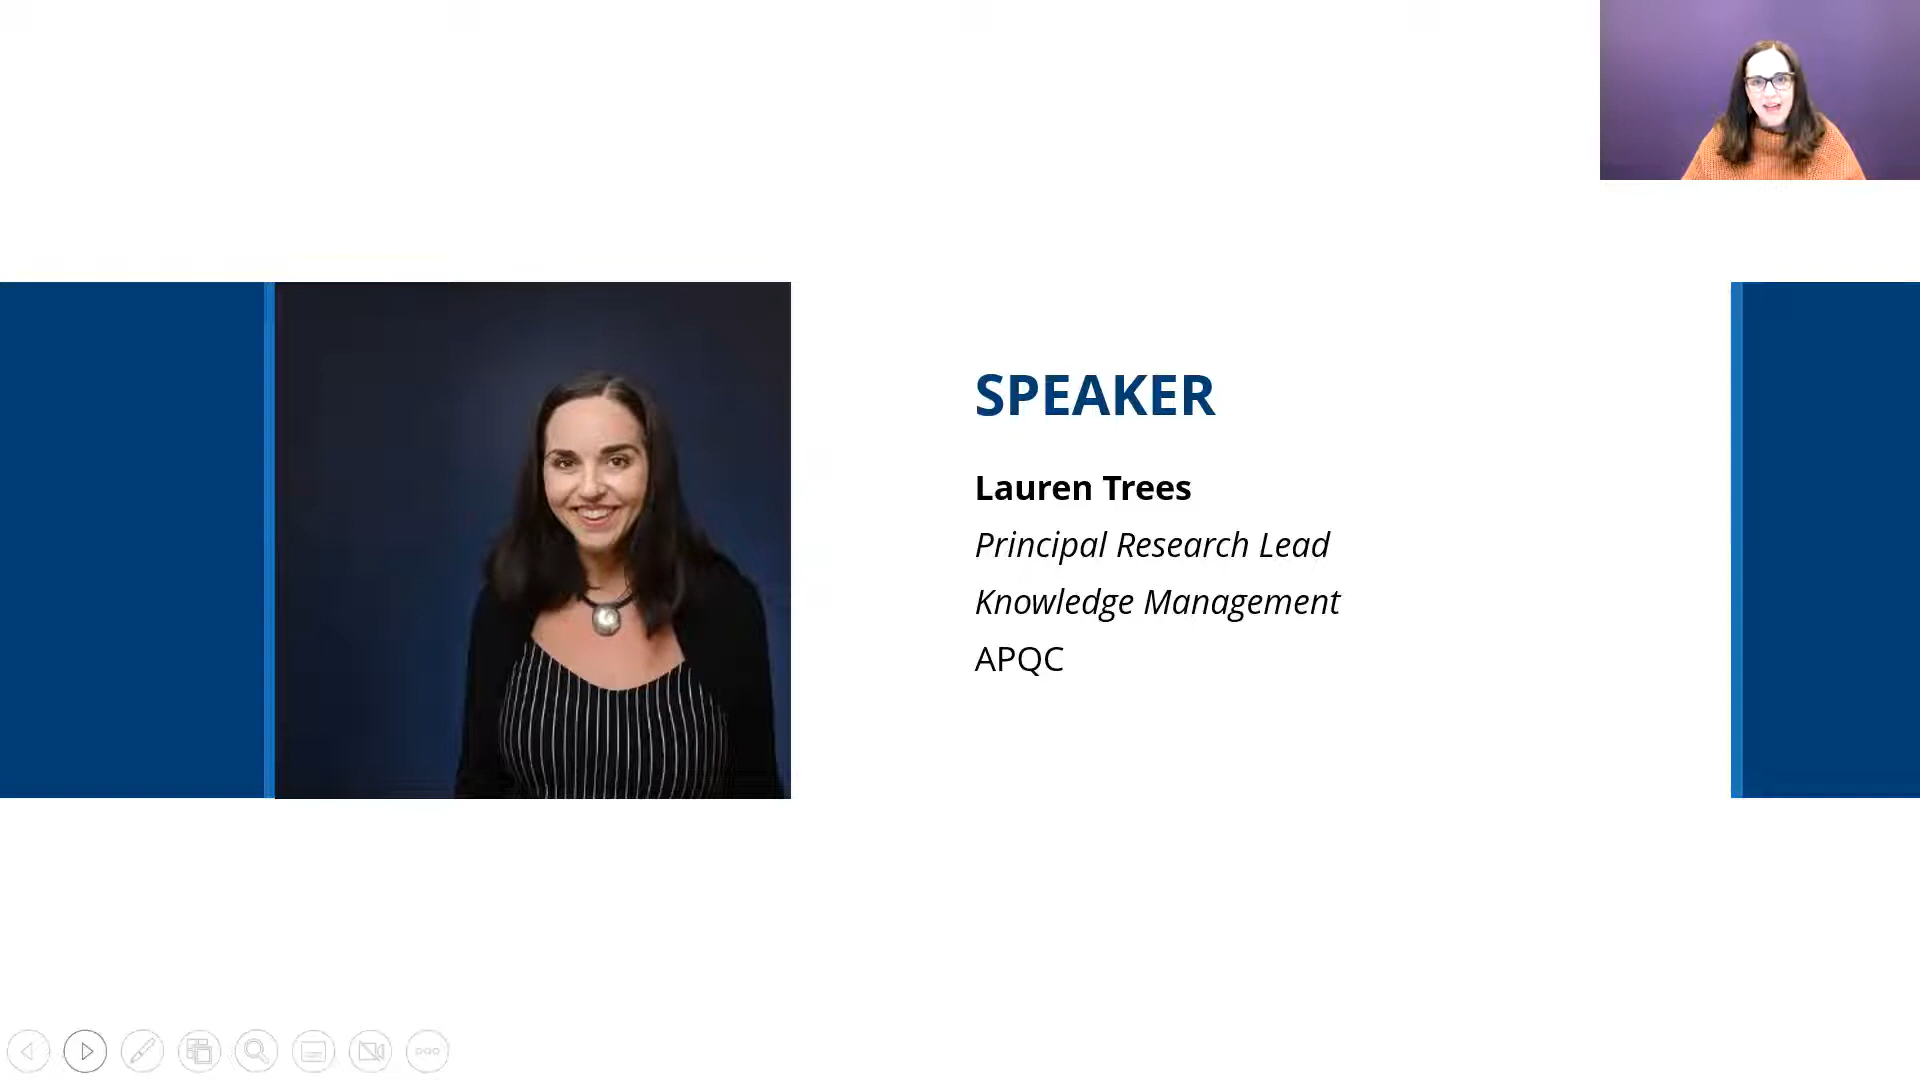 SPEAKER
Lauren Trees
Principal Research Lead
Knowledge Management
APQC